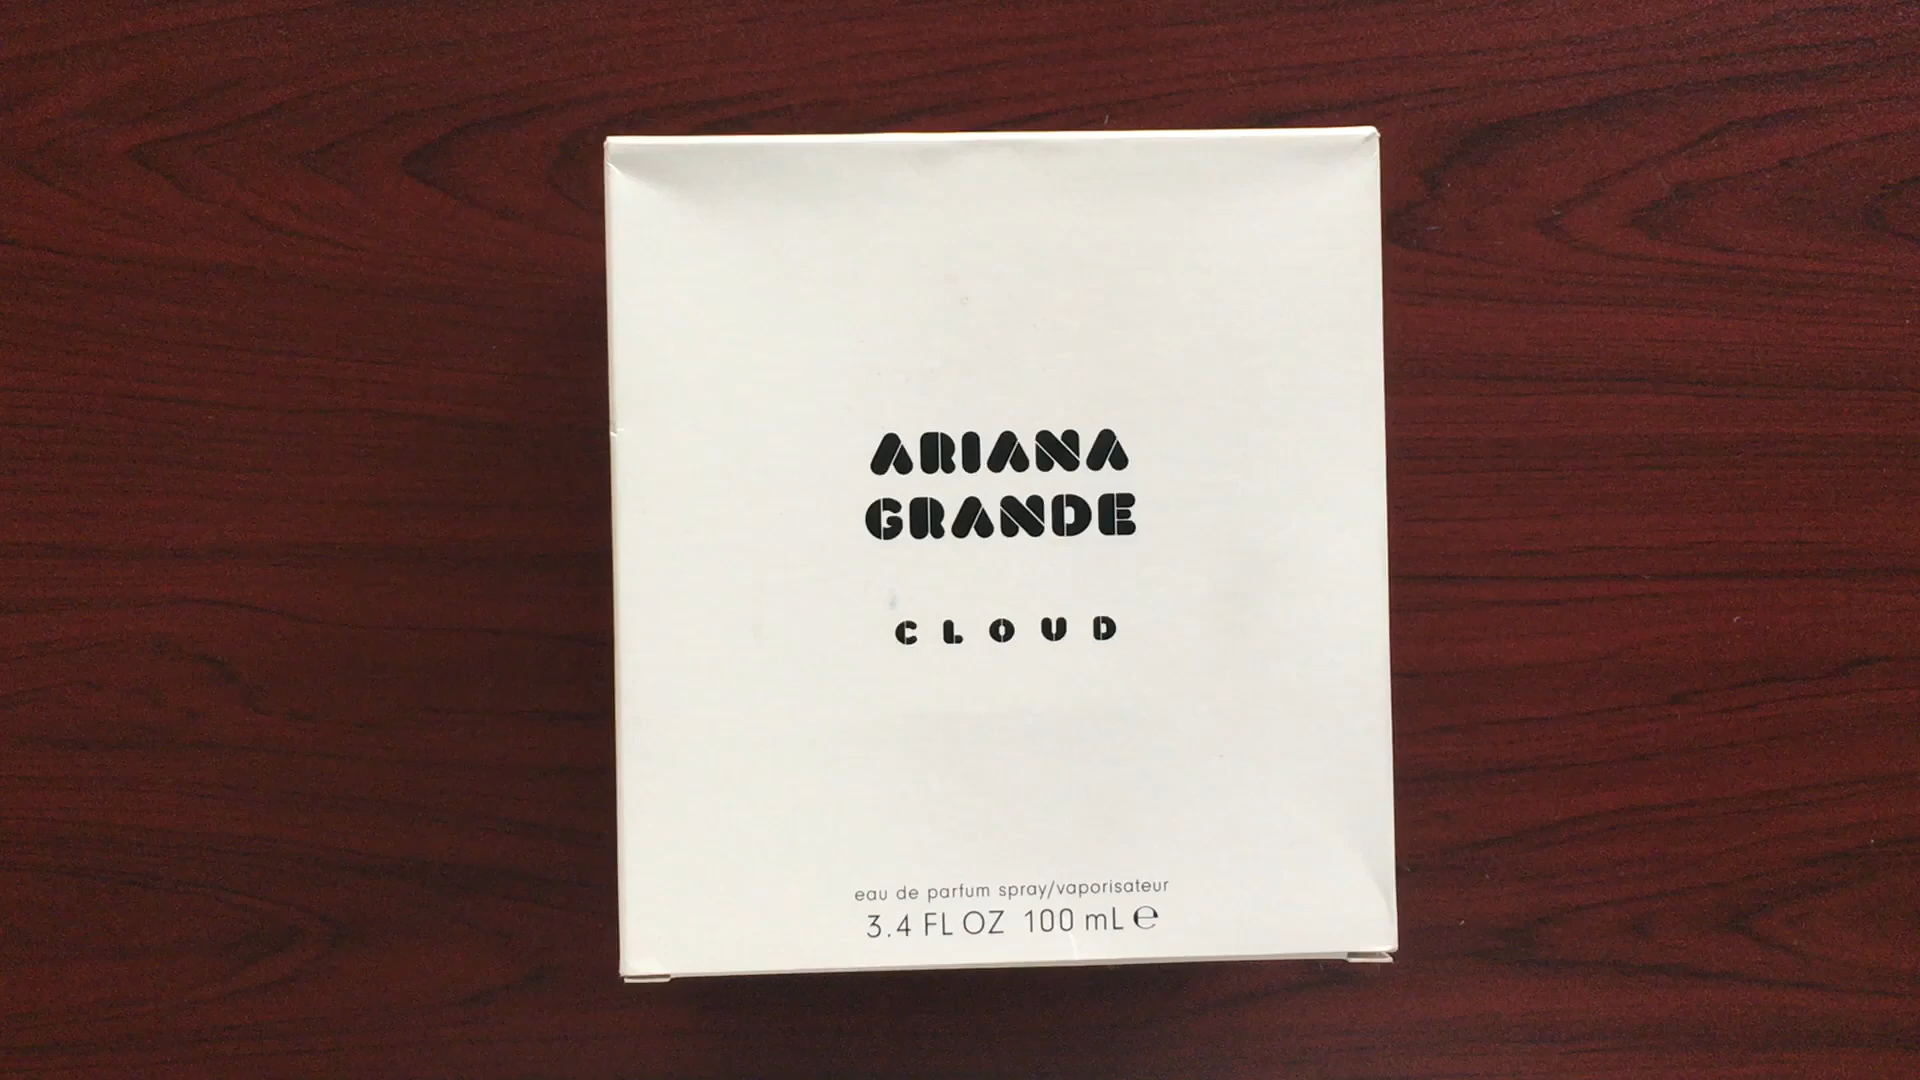 ARIANA
GRANDE
CLOUD
eau de parfum spray/vaporisateur
3.4 FL OZ 100 mL ℮